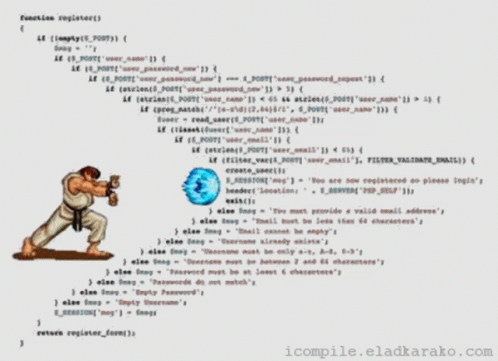 function register()
{
if (!empty($_POST)) {
$msg = '';
if ($_POST['user_name']) {
if ($_POST['user_password_new']) {
if ($_POST['user_password_new'] === $_POST['user_password_repeat']) {
if (strlen($_POST['user_password_new']) > 5) {
if (strlen($_POST['user_name']) < 65 && strlen($_POST['user_name']) > 1) {
if (preg_match('/^[a-z\d]{2,64}$/i', $_POST['user_name'])) {
$user = read_user($_POST['user_name']);
if (!isset($user['user_name'])) {
if ($_POST['user_email']) {
if (strlen($_POST['user_email']) < 65) {
if (filter_var($_POST['user_email'], FILTER_VALIDATE_EMAIL)) {
create_user();
$_SESSION['msg'] = 'You are now registered so please login';
header('Location: ' . $_SERVER['PHP_SELF']);
exit();
} else $msg = 'You must provide a valid email address';
} else $msg = 'Email must be less than 64 characters';
} else $msg = 'Email cannot be empty';
} else $msg = 'Username already exists';
} else $msg = 'Username must be only a-z, A-Z, 0-9';
} else $msg = 'Username must be between 2 and 64 characters';
} else $msg = 'Password must be at least 6 characters';
} else $msg = 'Passwords do not match';
} else $msg = 'Empty Password';
} else $msg = 'Empty Username';
$_SESSION['msg'] = $msg;
}
return register_form();
}
icompile.eladkarako.com